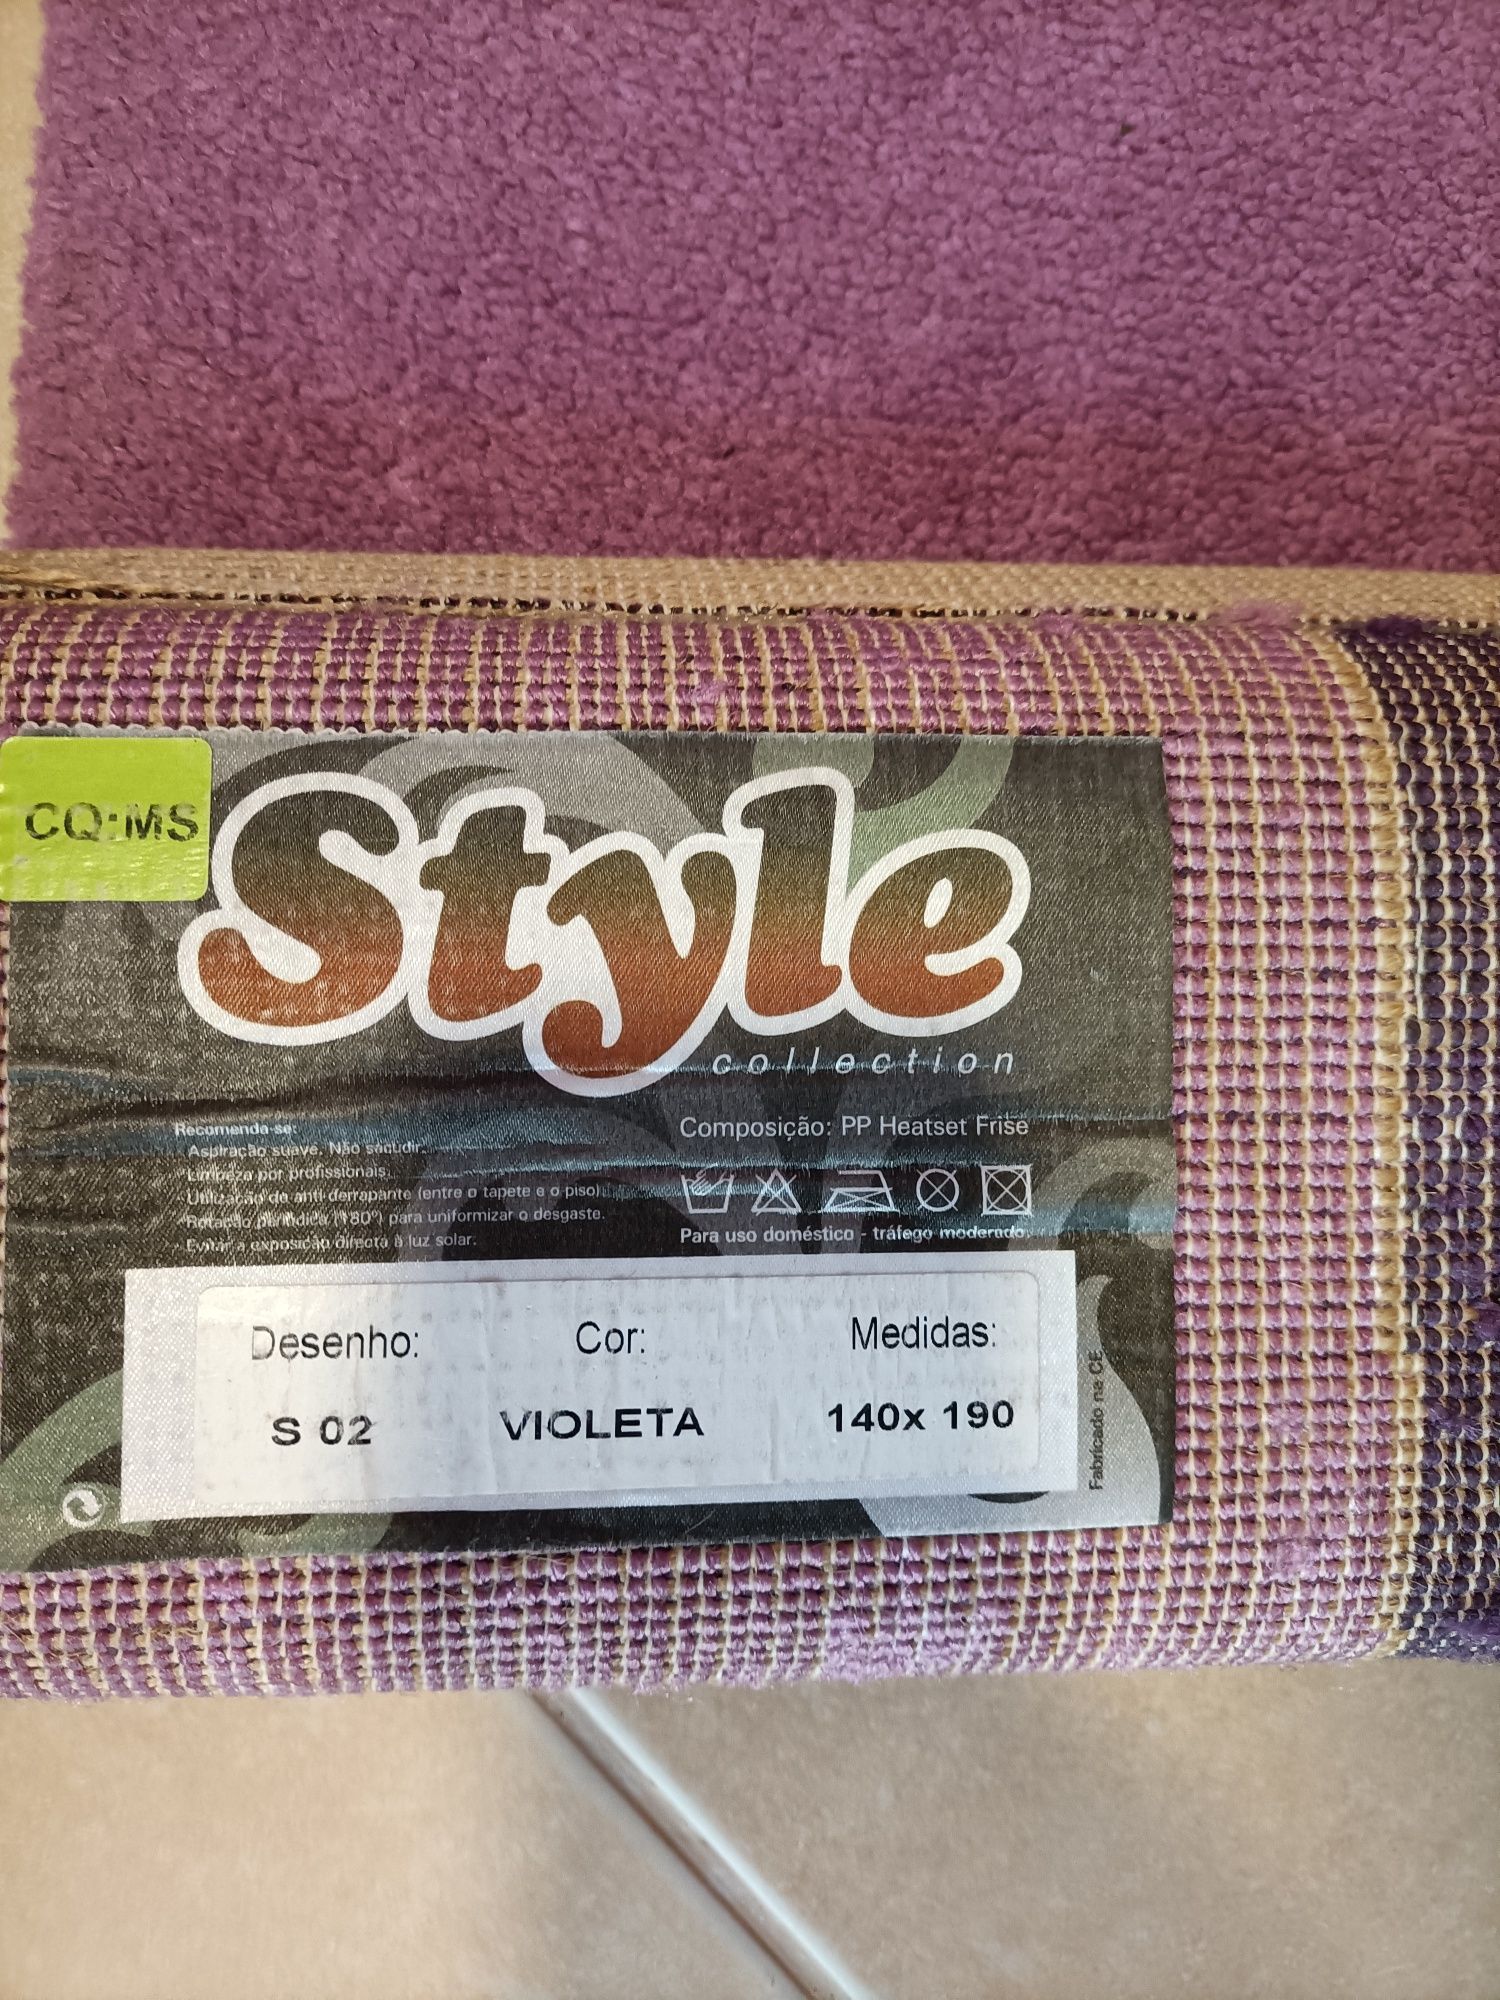 CQ:MS
Style
collection
Recomenda-se:
Aspiração suave. Não sacudir.
Limpeza por profissionais.
Utilização de anti-derrapante (entre o tapete e o piso).
Rotação periódica (180º) para uniformizar o desgaste.
Evitar a exposição directa à luz solar.
Composição: PP Heatset Frisé
Para uso doméstico - tráfego moderado.
Desenho: Cor: Medidas:
S 02 VIOLETA 140x 190
Fabricado na CE